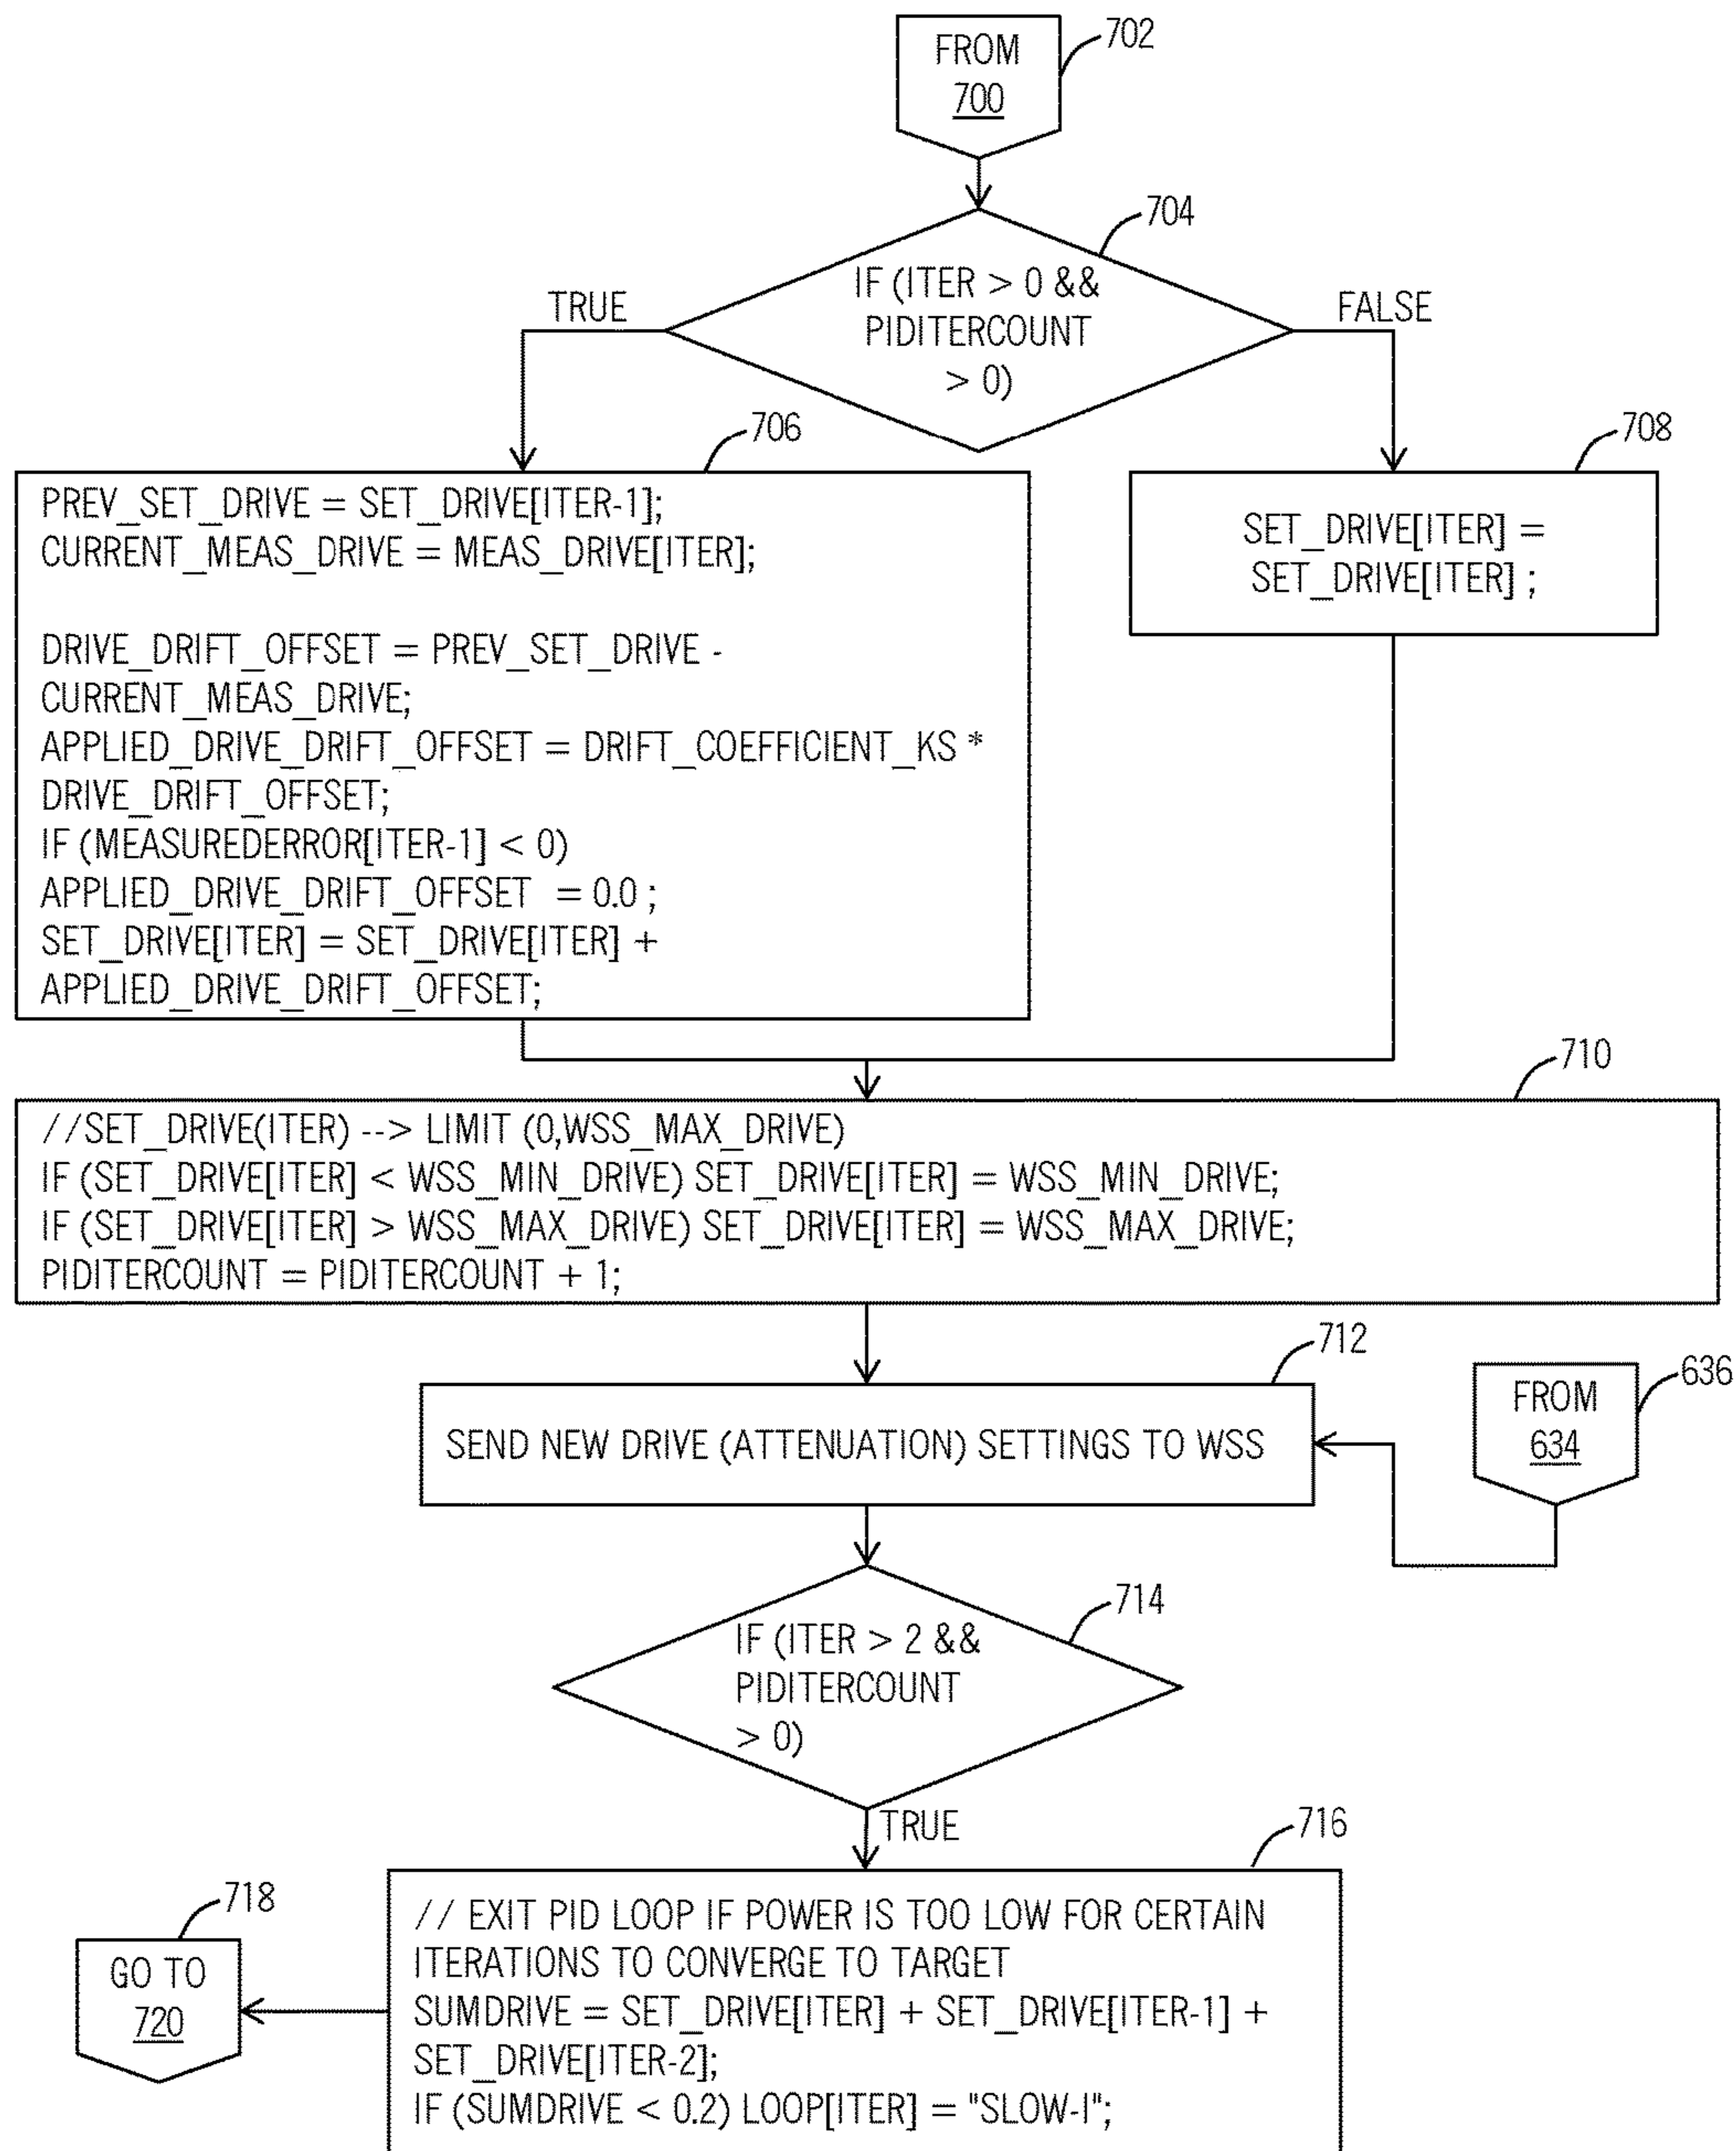 FROM
700
702
704
IF (ITER > 0 &&
PIDITERCOUNT
> 0)
TRUE
FALSE
706
PREV_SET_DRIVE = SET_DRIVE[ITER-1];
CURRENT_MEAS_DRIVE = MEAS_DRIVE[ITER];
DRIVE_DRIFT_OFFSET = PREV_SET_DRIVE -
CURRENT_MEAS_DRIVE;
APPLIED_DRIVE_DRIFT_OFFSET = DRIFT_COEFFICIENT_KS *
DRIVE_DRIFT_OFFSET;
IF (MEASUREDERROR[ITER-1] < 0)
APPLIED_DRIVE_DRIFT_OFFSET = 0.0 ;
SET_DRIVE[ITER] = SET_DRIVE[ITER] +
APPLIED_DRIVE_DRIFT_OFFSET;
708
SET_DRIVE[ITER] =
SET_DRIVE[ITER] ;
710
//SET_DRIVE(ITER) --> LIMIT (0,WSS_MAX_DRIVE)
IF (SET_DRIVE[ITER] < WSS_MIN_DRIVE) SET_DRIVE[ITER] = WSS_MIN_DRIVE;
IF (SET_DRIVE[ITER] > WSS_MAX_DRIVE) SET_DRIVE[ITER] = WSS_MAX_DRIVE;
PIDITERCOUNT = PIDITERCOUNT + 1;
712
SEND NEW DRIVE (ATTENUATION) SETTINGS TO WSS
FROM
634
636
714
IF (ITER > 2 &&
PIDITERCOUNT
> 0)
TRUE
716
// EXIT PID LOOP IF POWER IS TOO LOW FOR CERTAIN
ITERATIONS TO CONVERGE TO TARGET
SUMDRIVE = SET_DRIVE[ITER] + SET_DRIVE[ITER-1] +
SET_DRIVE[ITER-2];
IF (SUMDRIVE < 0.2) LOOP[ITER] = "SLOW-I";
718
GO TO
720